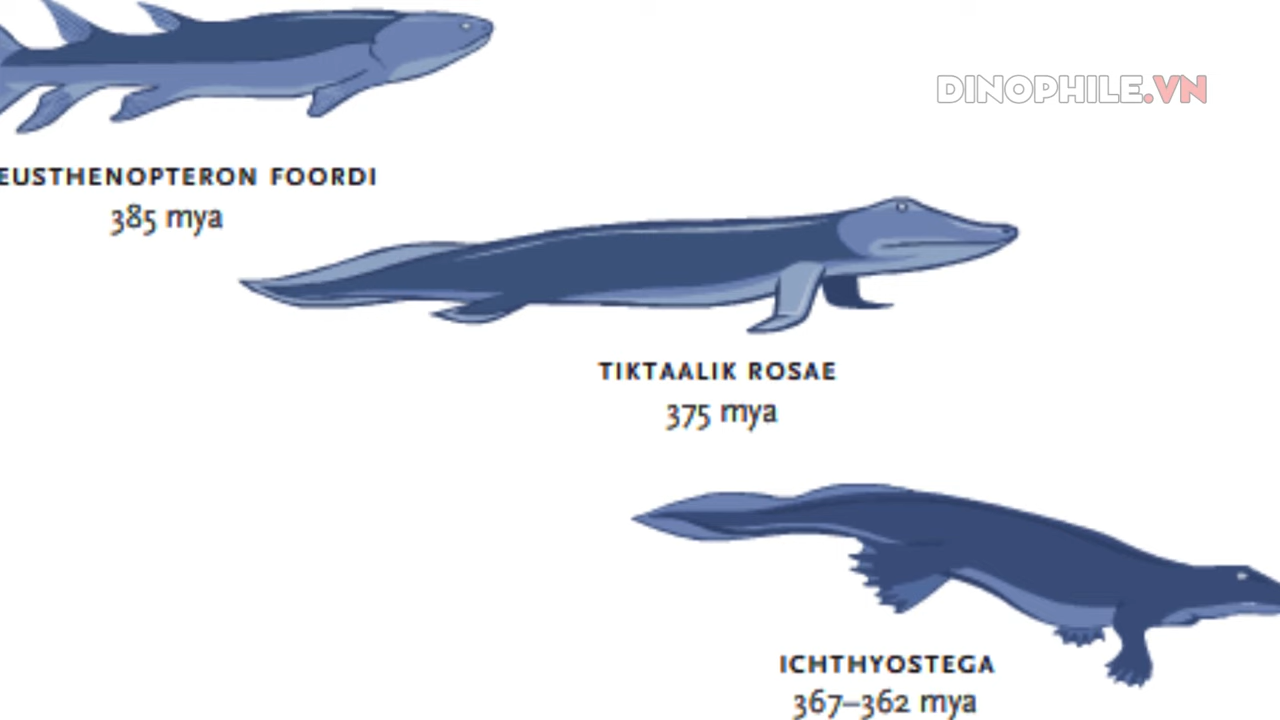 DINOPHILE.VN
EUSTHENOPTERON FOORDI
385 mya
TIKTAALIK ROSAE
375 mya
ICHTHYOSTEGA
367–362 mya